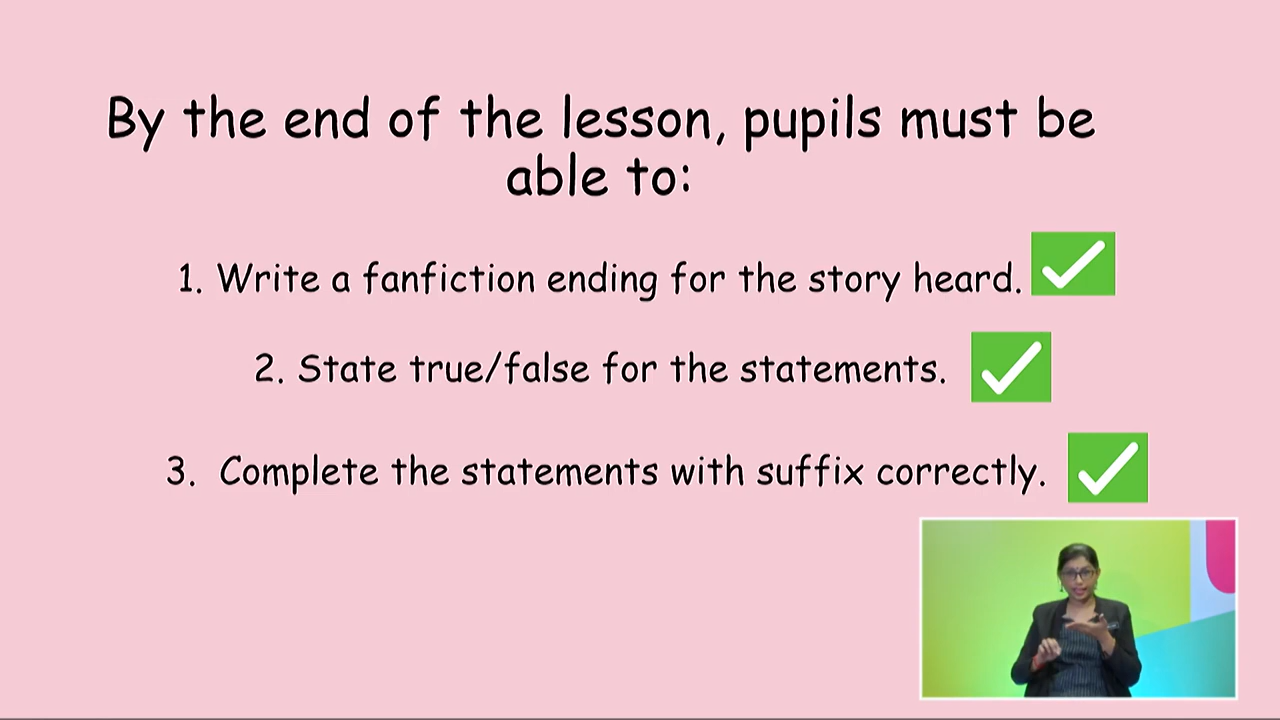 By the end of the lesson, pupils must be
able to:
1. Write a fanfiction ending for the story heard.
2. State true/false for the statements.
3. Complete the statements with suffix correctly.